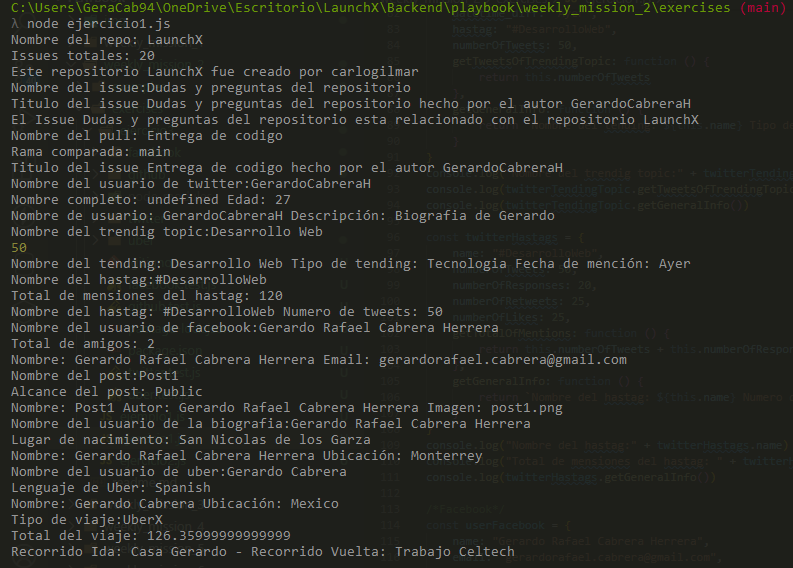 C:\Users\GeraCab94\OneDrive\Escritorio\LaunchX\Backend\playbook\weekly_mission_2\exercises (main)
λ node ejercicio1.js
Nombre del repo: LaunchX
Issues totales: 20
Este repositorio LaunchX fue creado por carlogilmar
Nombre del issue:Dudas y preguntas del repositorio
Titulo del issue Dudas y preguntas del repositorio hecho por el autor GerardoCabreraH
El Issue Dudas y preguntas del repositorio esta relacionado con el repositorio LaunchX
Nombre del pull: Entrega de codigo
Rama comparada: main
Titulo del issue Entrega de codigo hecho por el autor GerardoCabreraH
Nombre del usuario de twitter:GerardoCabreraH
Nombre completo: undefined Edad: 27
Nombre de usuario: GerardoCabreraH Descripción: Biografia de Gerardo
Nombre del trendig topic:Desarrollo Web
50
Nombre del tending: Desarrollo Web Tipo de tending: Tecnologia Fecha de mención: Ayer
Nombre del hastag:#DesarrolloWeb
Total de mensiones del hastag: 120
Nombre del hastag: #DesarrolloWeb Numero de tweets: 50
Nombre del usuario de facebook:Gerardo Rafael Cabrera Herrera
Total de amigos: 2
Nombre: Gerardo Rafael Cabrera Herrera Email: gerardorafael.cabrera@gmail.com
Nombre del post:Post1
Alcance del post: Public
Nombre: Post1 Autor: Gerardo Rafael Cabrera Herrera Imagen: post1.png
Nombre del usuario de la biografia:Gerardo Rafael Cabrera Herrera
Lugar de nacimiento: San Nicolas de los Garza
Nombre: Gerardo Rafael Cabrera Herrera Ubicación: Monterrey
Nombre del usuario de uber:Gerardo Cabrera
Lenguaje de Uber: Spanish
Nombre: Gerardo Cabrera Ubicación: Mexico
Tipo de viaje:UberX
Total del viaje: 126.35999999999999
Recorrido Ida: Casa Gerardo - Recorrido Vuelta: Trabajo Celtech